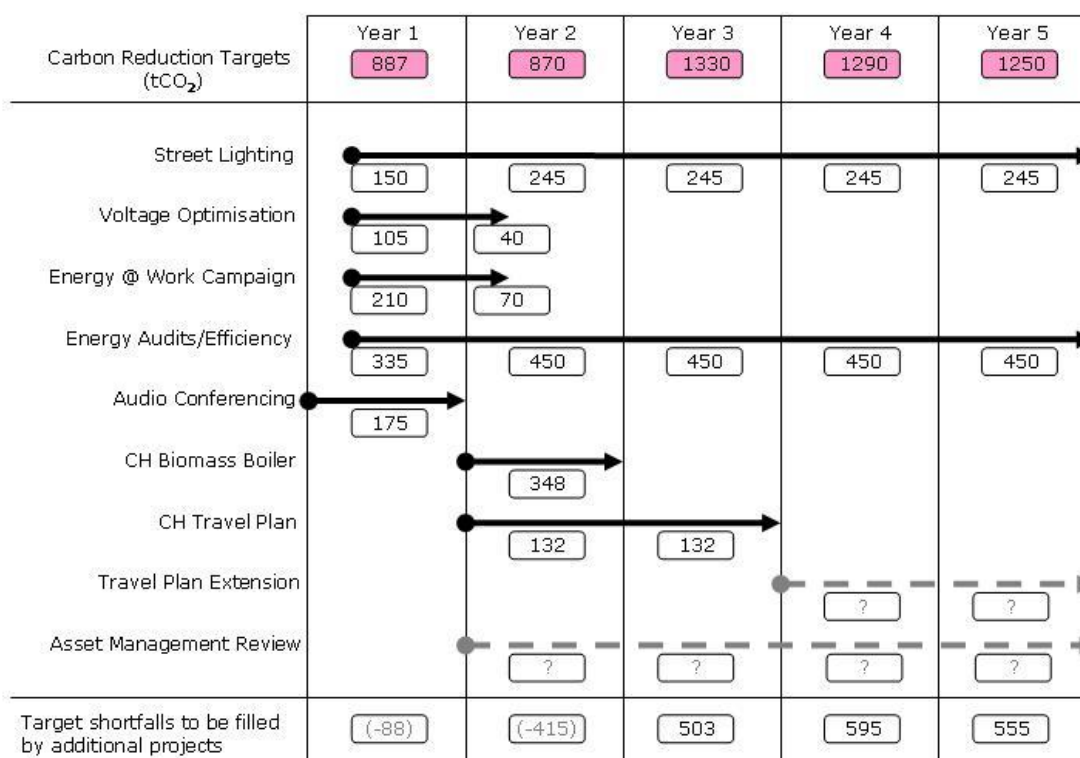 Year 1 Year 2 Year 3 Year 4 Year 5
Carbon Reduction Targets 887 870 1330 1290 1250
(tCO2)
Street Lighting
150 245 245 245 245
Voltage Optimisation
105 40
Energy @ Work Campaign
210 70
Energy Audits/Efficiency
335 450 450 450 450
Audio Conferencing
175
CH Biomass Boiler
348
CH Travel Plan
132 132
Travel Plan Extension
? ?
Asset Management Review
? ? ? ?
Target shortfalls to be filled (-88) (-415) 503 595 555
by additional projects